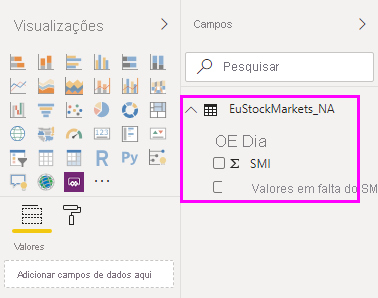 Visualizações
Campos
Pesquisar
EuStockMarkets_NA
OE Dia
Σ SMI
Valores em falta do SM
123
R Py
Valores
Adicionar campos de dados aqui